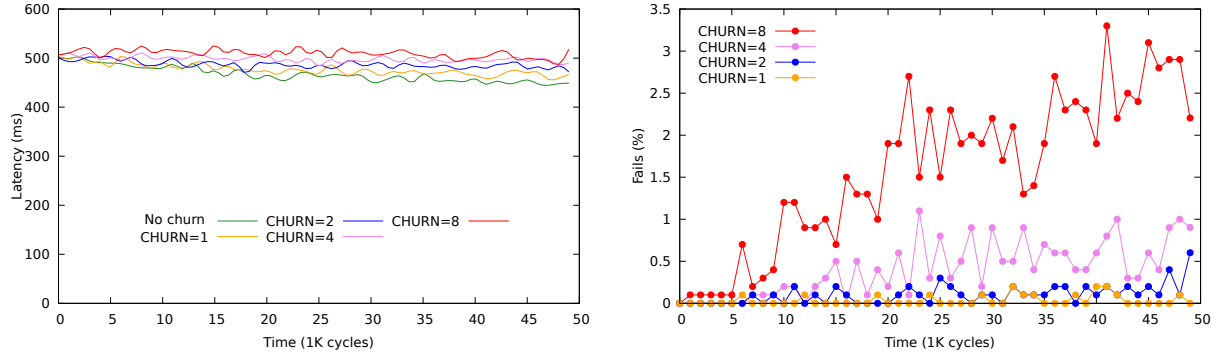 600
500
400
300
200
100
0
Latency (ms)
No churn CHURN=2 CHURN=8
CHURN=1 CHURN=4
0 5 10 15 20 25 30 35 40 45 50
Time (1K cycles)
3.5
3
2.5
2
1.5
1
0.5
0
Fails (%)
CHURN=8
CHURN=4
CHURN=2
CHURN=1
0 5 10 15 20 25 30 35 40 45 50
Time (1K cycles)